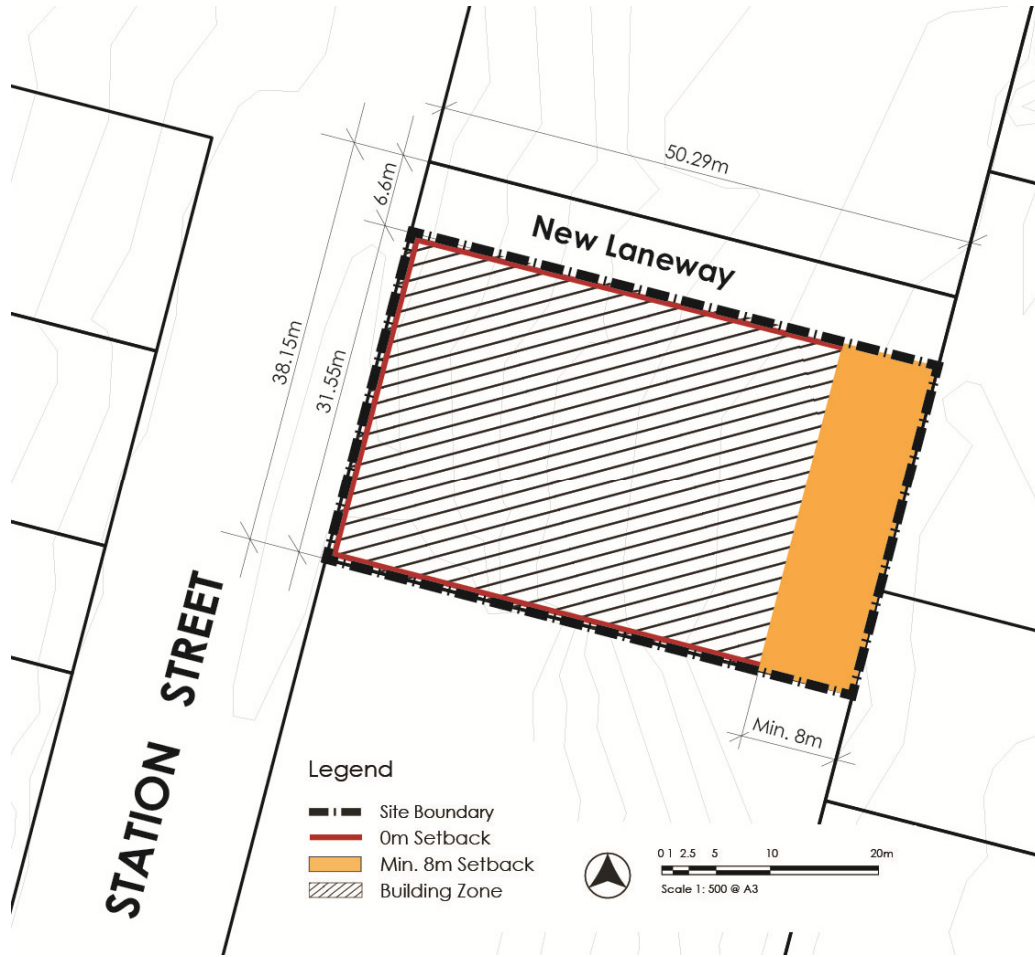 50.29m
6.6m
New Laneway
38.15m
31.55m
STATION STREET
Min. 8m
Legend
Site Boundary
0m Setback
Min. 8m Setback
Building Zone
0 1 2.5 5 10 20m
Scale 1: 500 @ A3